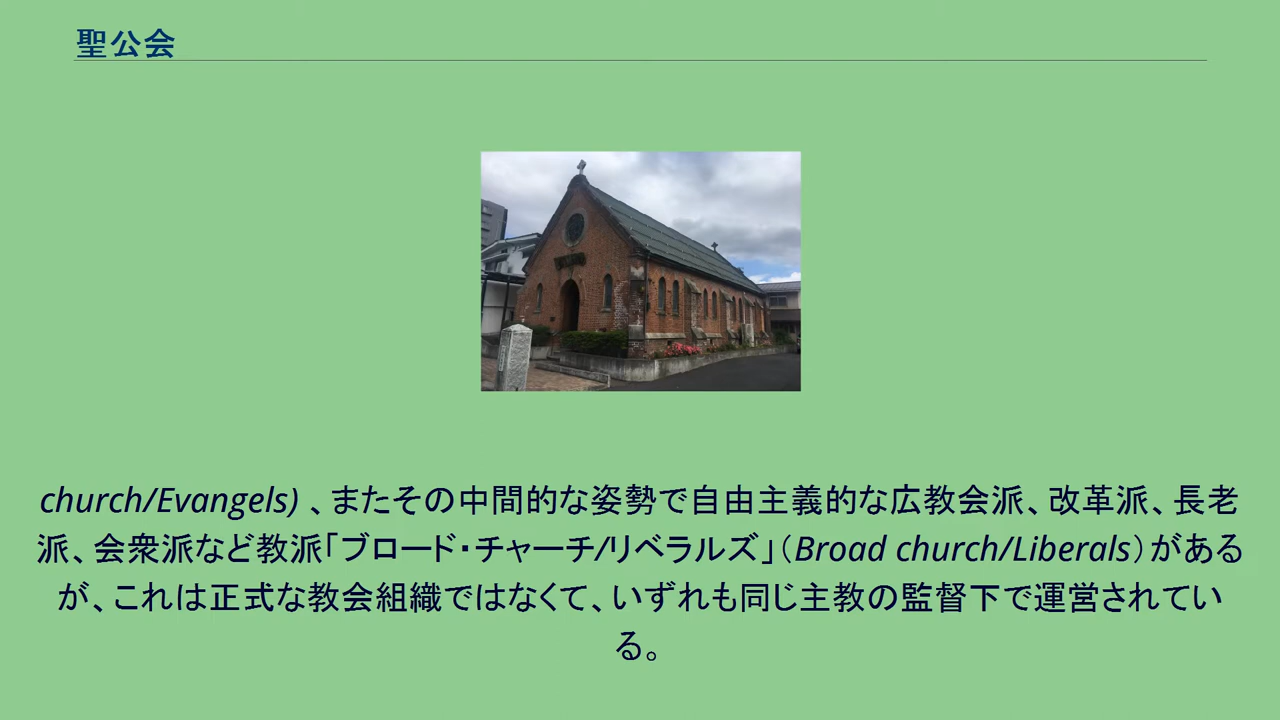 聖公会
church/Evangels) 、またその中間的な姿勢で自由主義的な広教会派、改革派、長老
派、会衆派など教派｢ブロード・チャーチ/リベラルズ｣（Broad church/Liberals）がある
が、これは正式な教会組織ではなくて、いずれも同じ主教の監督下で運営されてい
る。